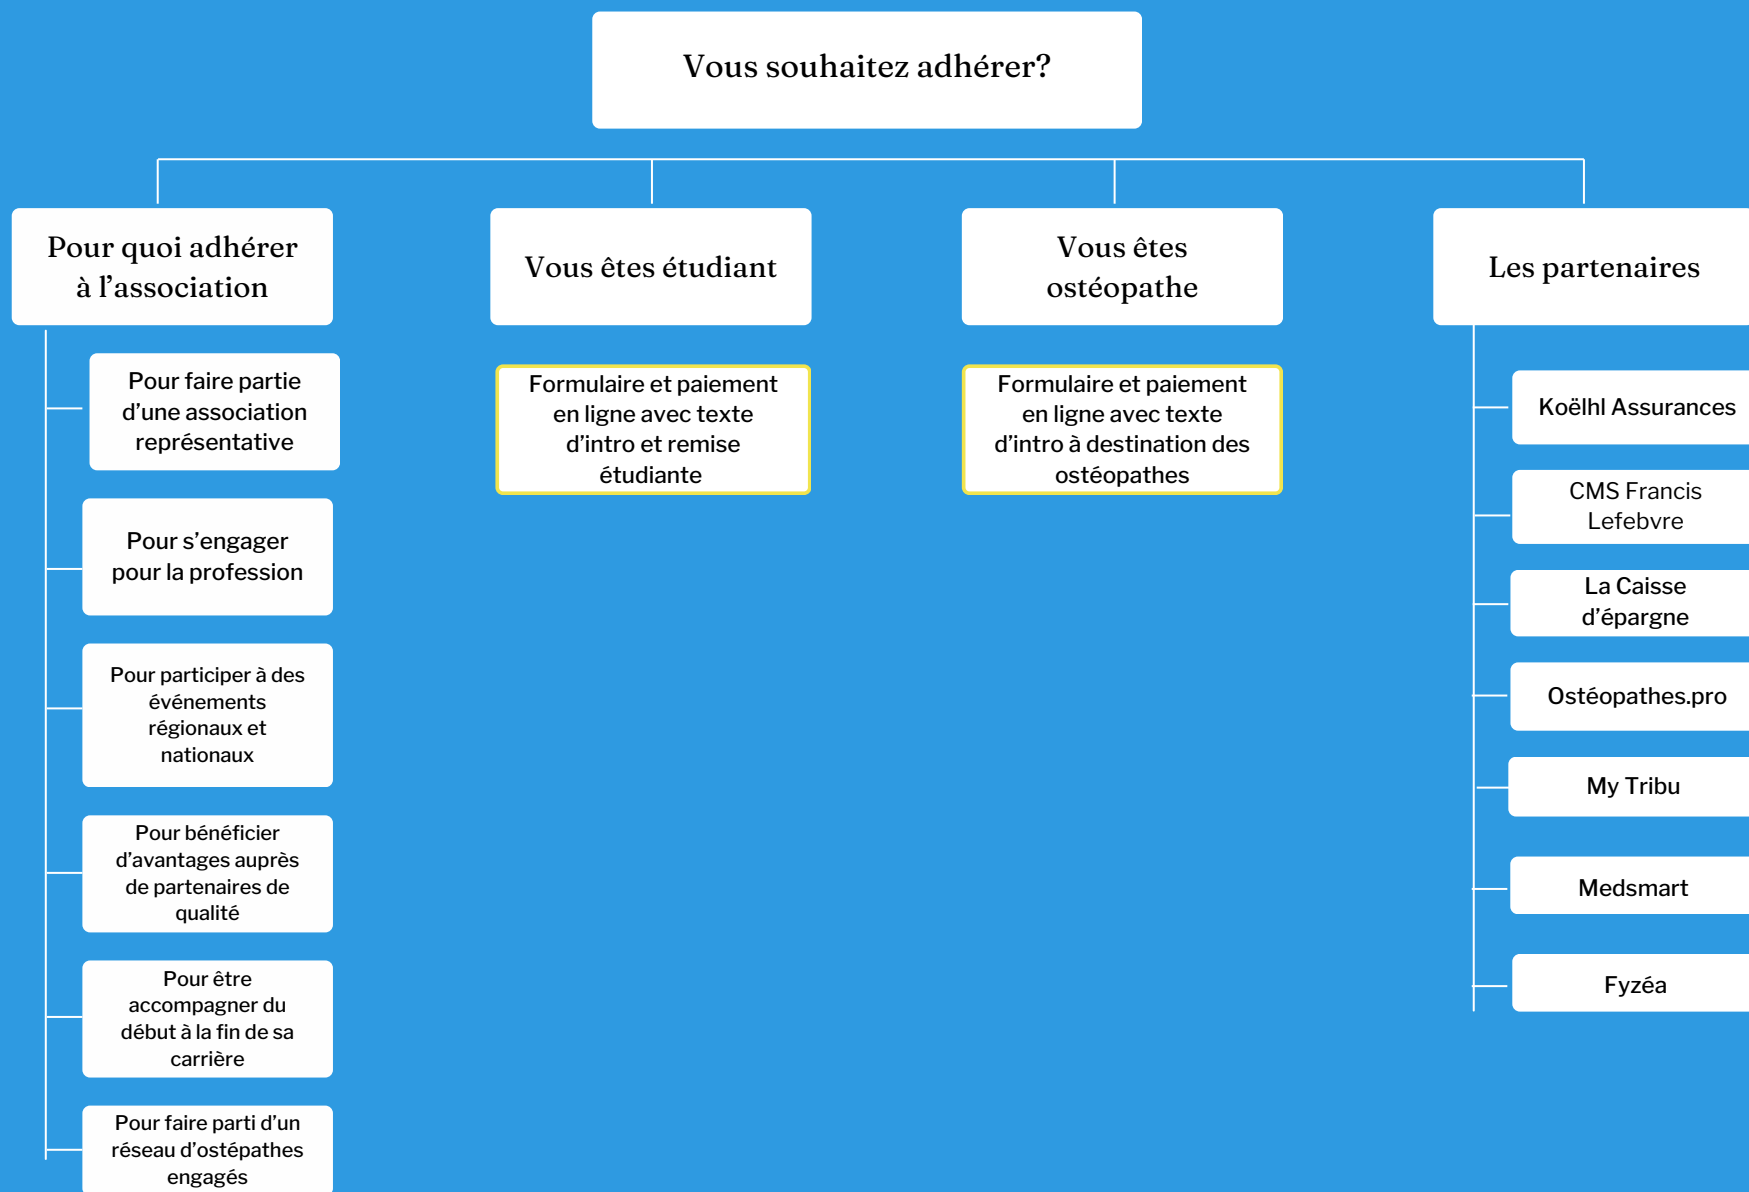 Vous souhaitez adhérer?
Pour quoi adhérer
à l’association
Pour faire partie
d’une association
représentative
Pour s’engager
pour la profession
Pour participer à des
événements
régionaux et
nationaux
Pour bénéficier
d’avantages auprès
de partenaires de
qualité
Pour être
accompagner du
début à la fin de sa
carrière
Pour faire parti d’un
réseau d’ostépathes
engagés
Vous êtes étudiant
Formulaire et paiement
en ligne avec texte
d’intro et remise
étudiante
Vous êtes
ostéopathe
Formulaire et paiement
en ligne avec texte
d’intro à destination des
ostéopathes
Les partenaires
Koëlhl Assurances
CMS Francis
Lefebvre
La Caisse
d’épargne
Ostéopathes.pro
My Tribu
Medsmart
Fyzéa